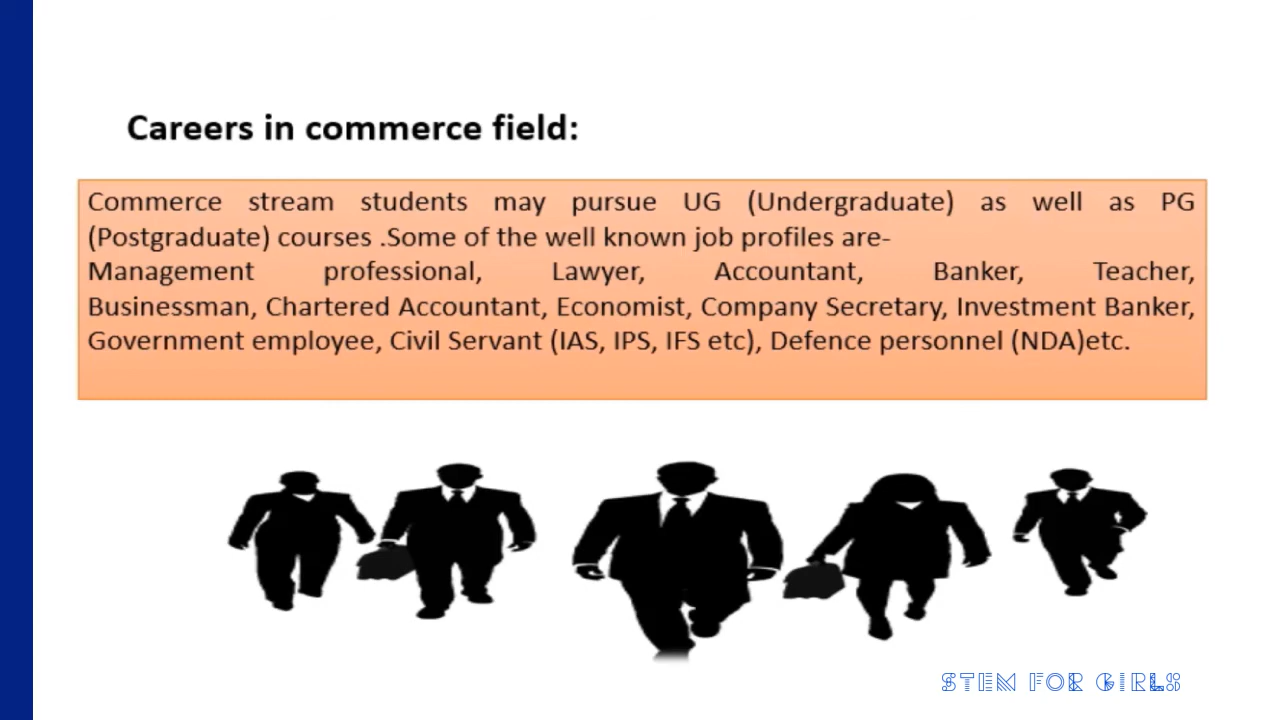 Careers in commerce field:
Commerce stream students may pursue UG (Undergraduate) as well as PG
(Postgraduate) courses .Some of the well known job profiles are-
Management professional, Lawyer, Accountant, Banker, Teacher,
Businessman, Chartered Accountant, Economist, Company Secretary, Investment Banker,
Government employee, Civil Servant (IAS, IPS, IFS etc), Defence personnel (NDA)etc.
STEM FOR GIRLS